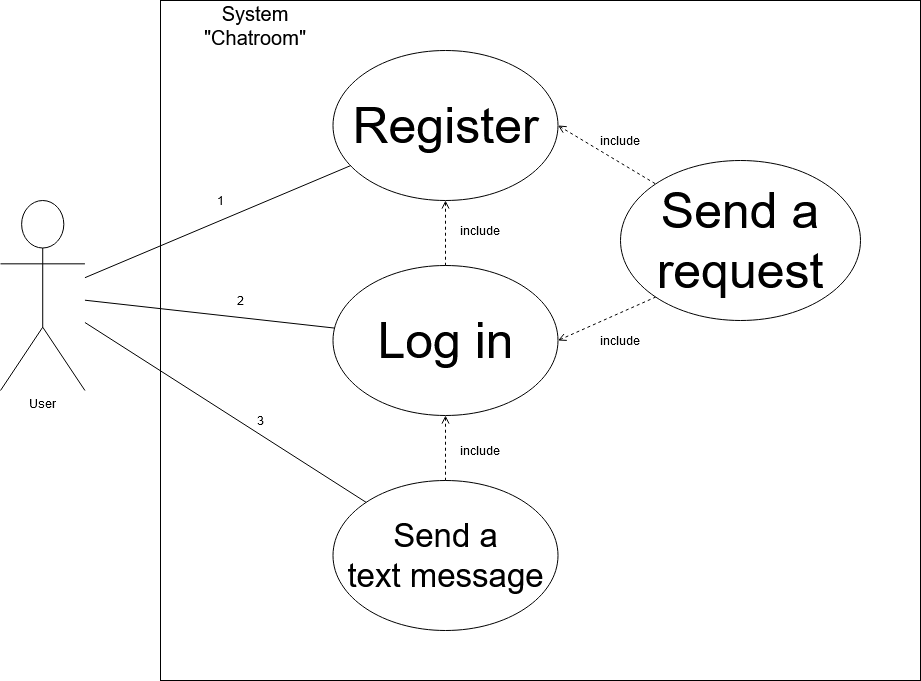 System
"Chatroom"
Register
include
1
Send a
request
include
2
Log in
include
User
3
include
Send a
text message